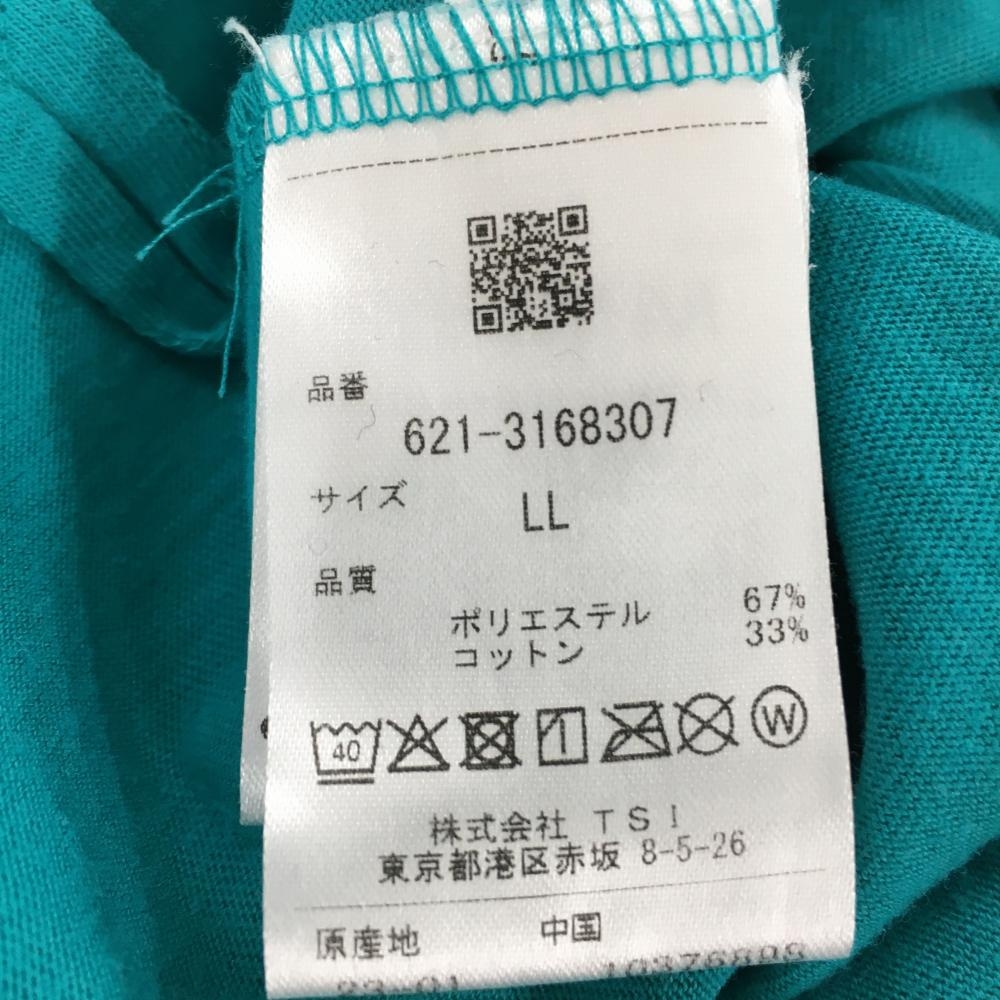 品番
621-3168307
サイズ
LL
品質
ポリエステル 67%
コットン 33%
40
W
株式会社 TSI
東京都港区赤坂 8-5-26
原産地 中国